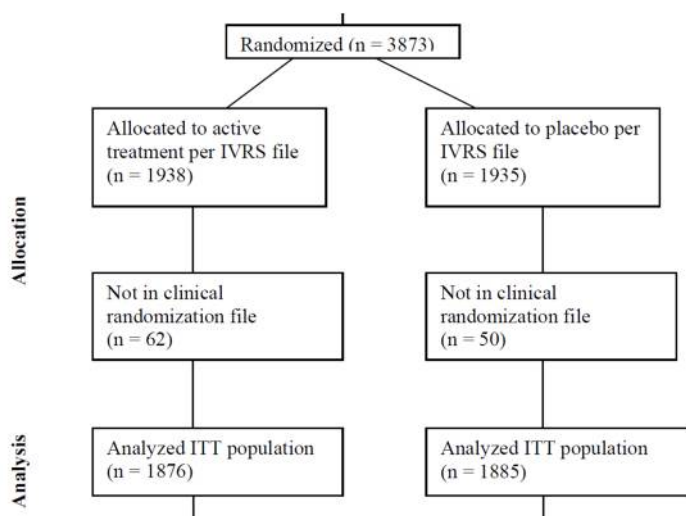 Randomized (n = 3873)
Allocated to active
treatment per IVRS file
(n = 1938)
Allocated to placebo per
IVRS file
(n = 1935)
Allocation
Not in clinical
randomization file
(n = 62)
Not in clinical
randomization file
(n = 50)
Analysis
Analyzed ITT population
(n = 1876)
Analyzed ITT population
(n = 1885)